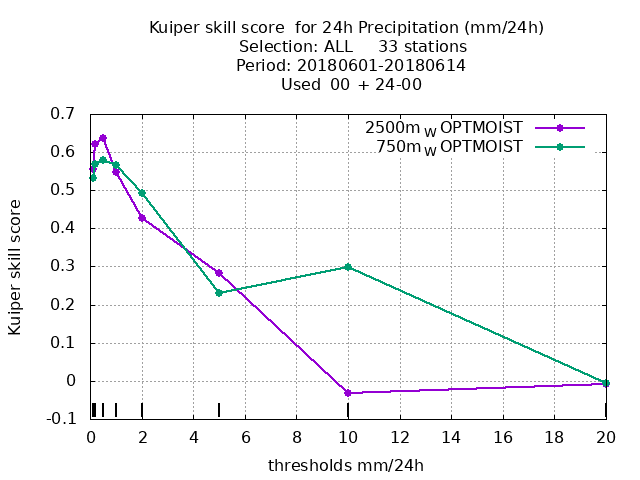 Kuiper skill score  for 24h Precipitation (mm/24h)
Selection: ALL     33 stations
Period: 20180601-20180614
Used  00 + 24-00
0.7
2500m W OPTMOIST
750m W OPTMOIST
0.6
0.5
0.4
0.3
0.2
0.1
0
-0.1
Kuiper skill score
0 2 4 6 8 10 12 14 16 18 20
thresholds mm/24h